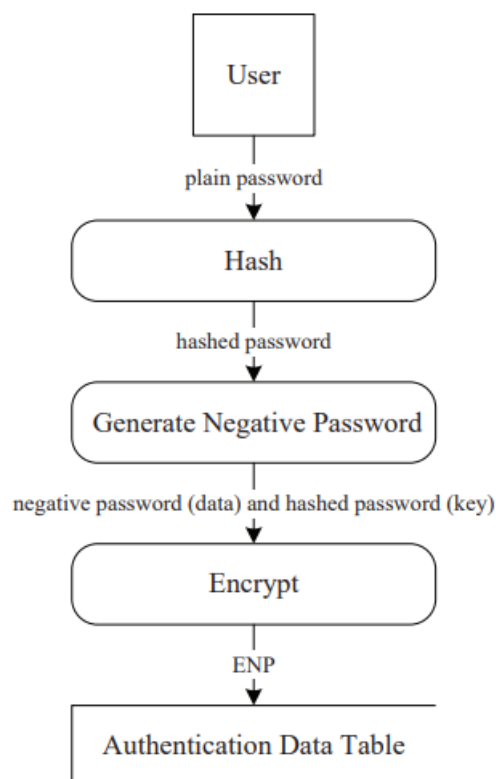 User
plain password
Hash
hashed password
Generate Negative Password
negative password (data) and hashed password (key)
Encrypt
ENP
Authentication Data Table